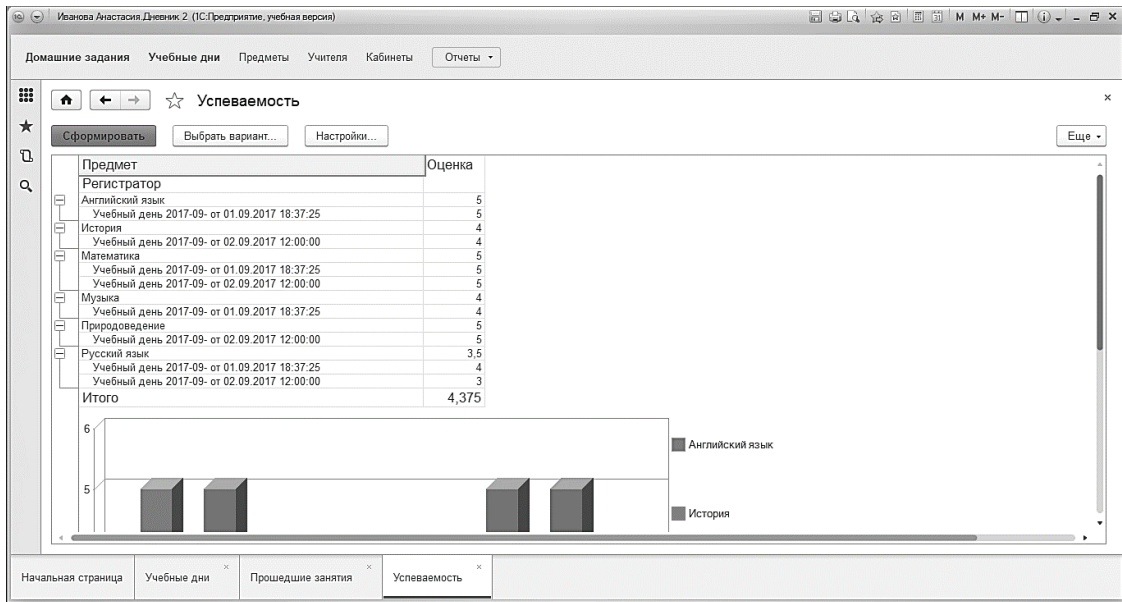 Иванова Анастасия.Дневник 2 (1С:Предприятие, учебная версия)
M M+ M-
Домашние задания Учебные дни Предметы Учителя Кабинеты Отчеты
Успеваемость
Сформировать Выбрать вариант... Настройки... Еще
Предмет Оценка
Регистратор
Английский язык 5
Учебный день 2017-09- от 01.09.2017 18:37:25 5
История 4
Учебный день 2017-09- от 02.09.2017 12:00:00 4
Математика 5
Учебный день 2017-09- от 01.09.2017 18:37:25 5
Учебный день 2017-09- от 02.09.2017 12:00:00 5
Музыка 4
Учебный день 2017-09- от 01.09.2017 18:37:25 4
Природоведение 5
Учебный день 2017-09- от 02.09.2017 12:00:00 5
Русский язык 3,5
Учебный день 2017-09- от 01.09.2017 18:37:25 4
Учебный день 2017-09- от 02.09.2017 12:00:00 3
Итого 4,375
6
Английский язык
5
История
Начальная страница Учебные дни Прошедшие занятия Успеваемость